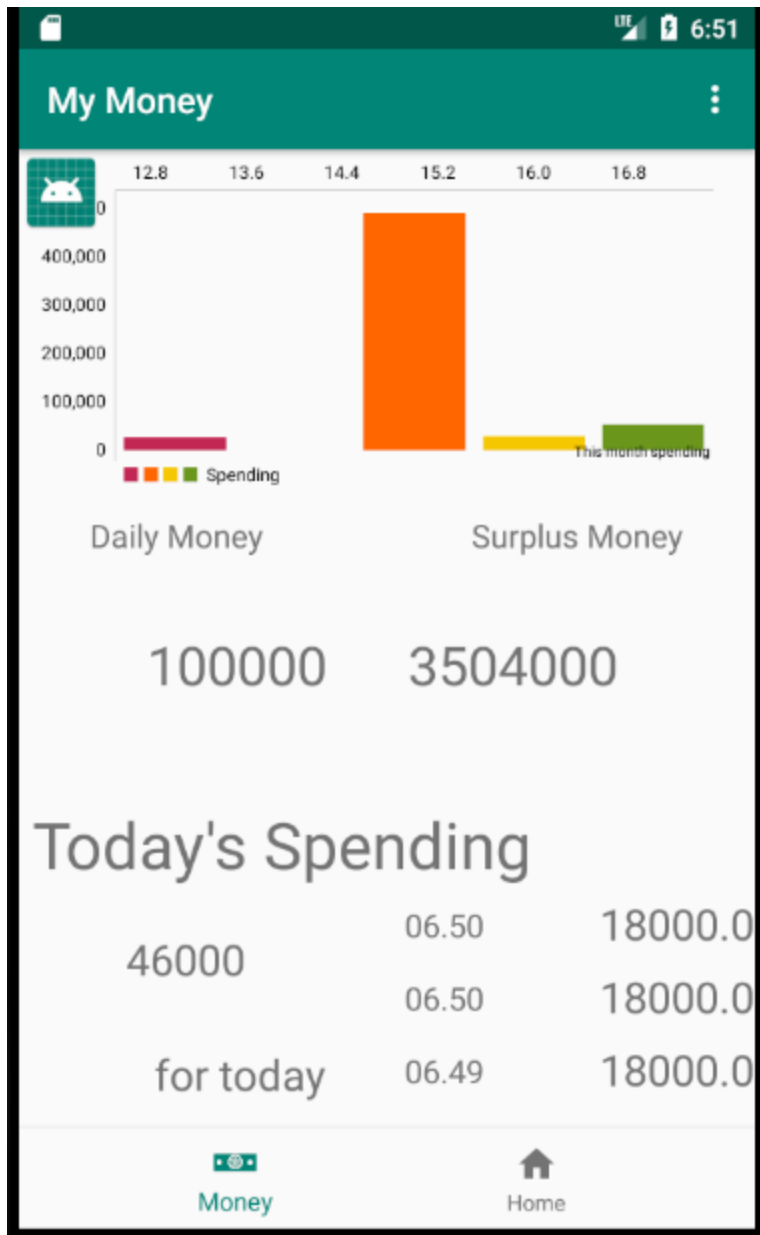 LTE 6:51
My Money
12.8 13.6 14.4 15.2 16.0 16.8
0
400,000
300,000
200,000
100,000
0
This month spending
Spending
Daily Money Surplus Money
100000 3504000
Today's Spending
06.50 18000.0
46000
06.50 18000.0
for today 06.49 18000.0
Money Home